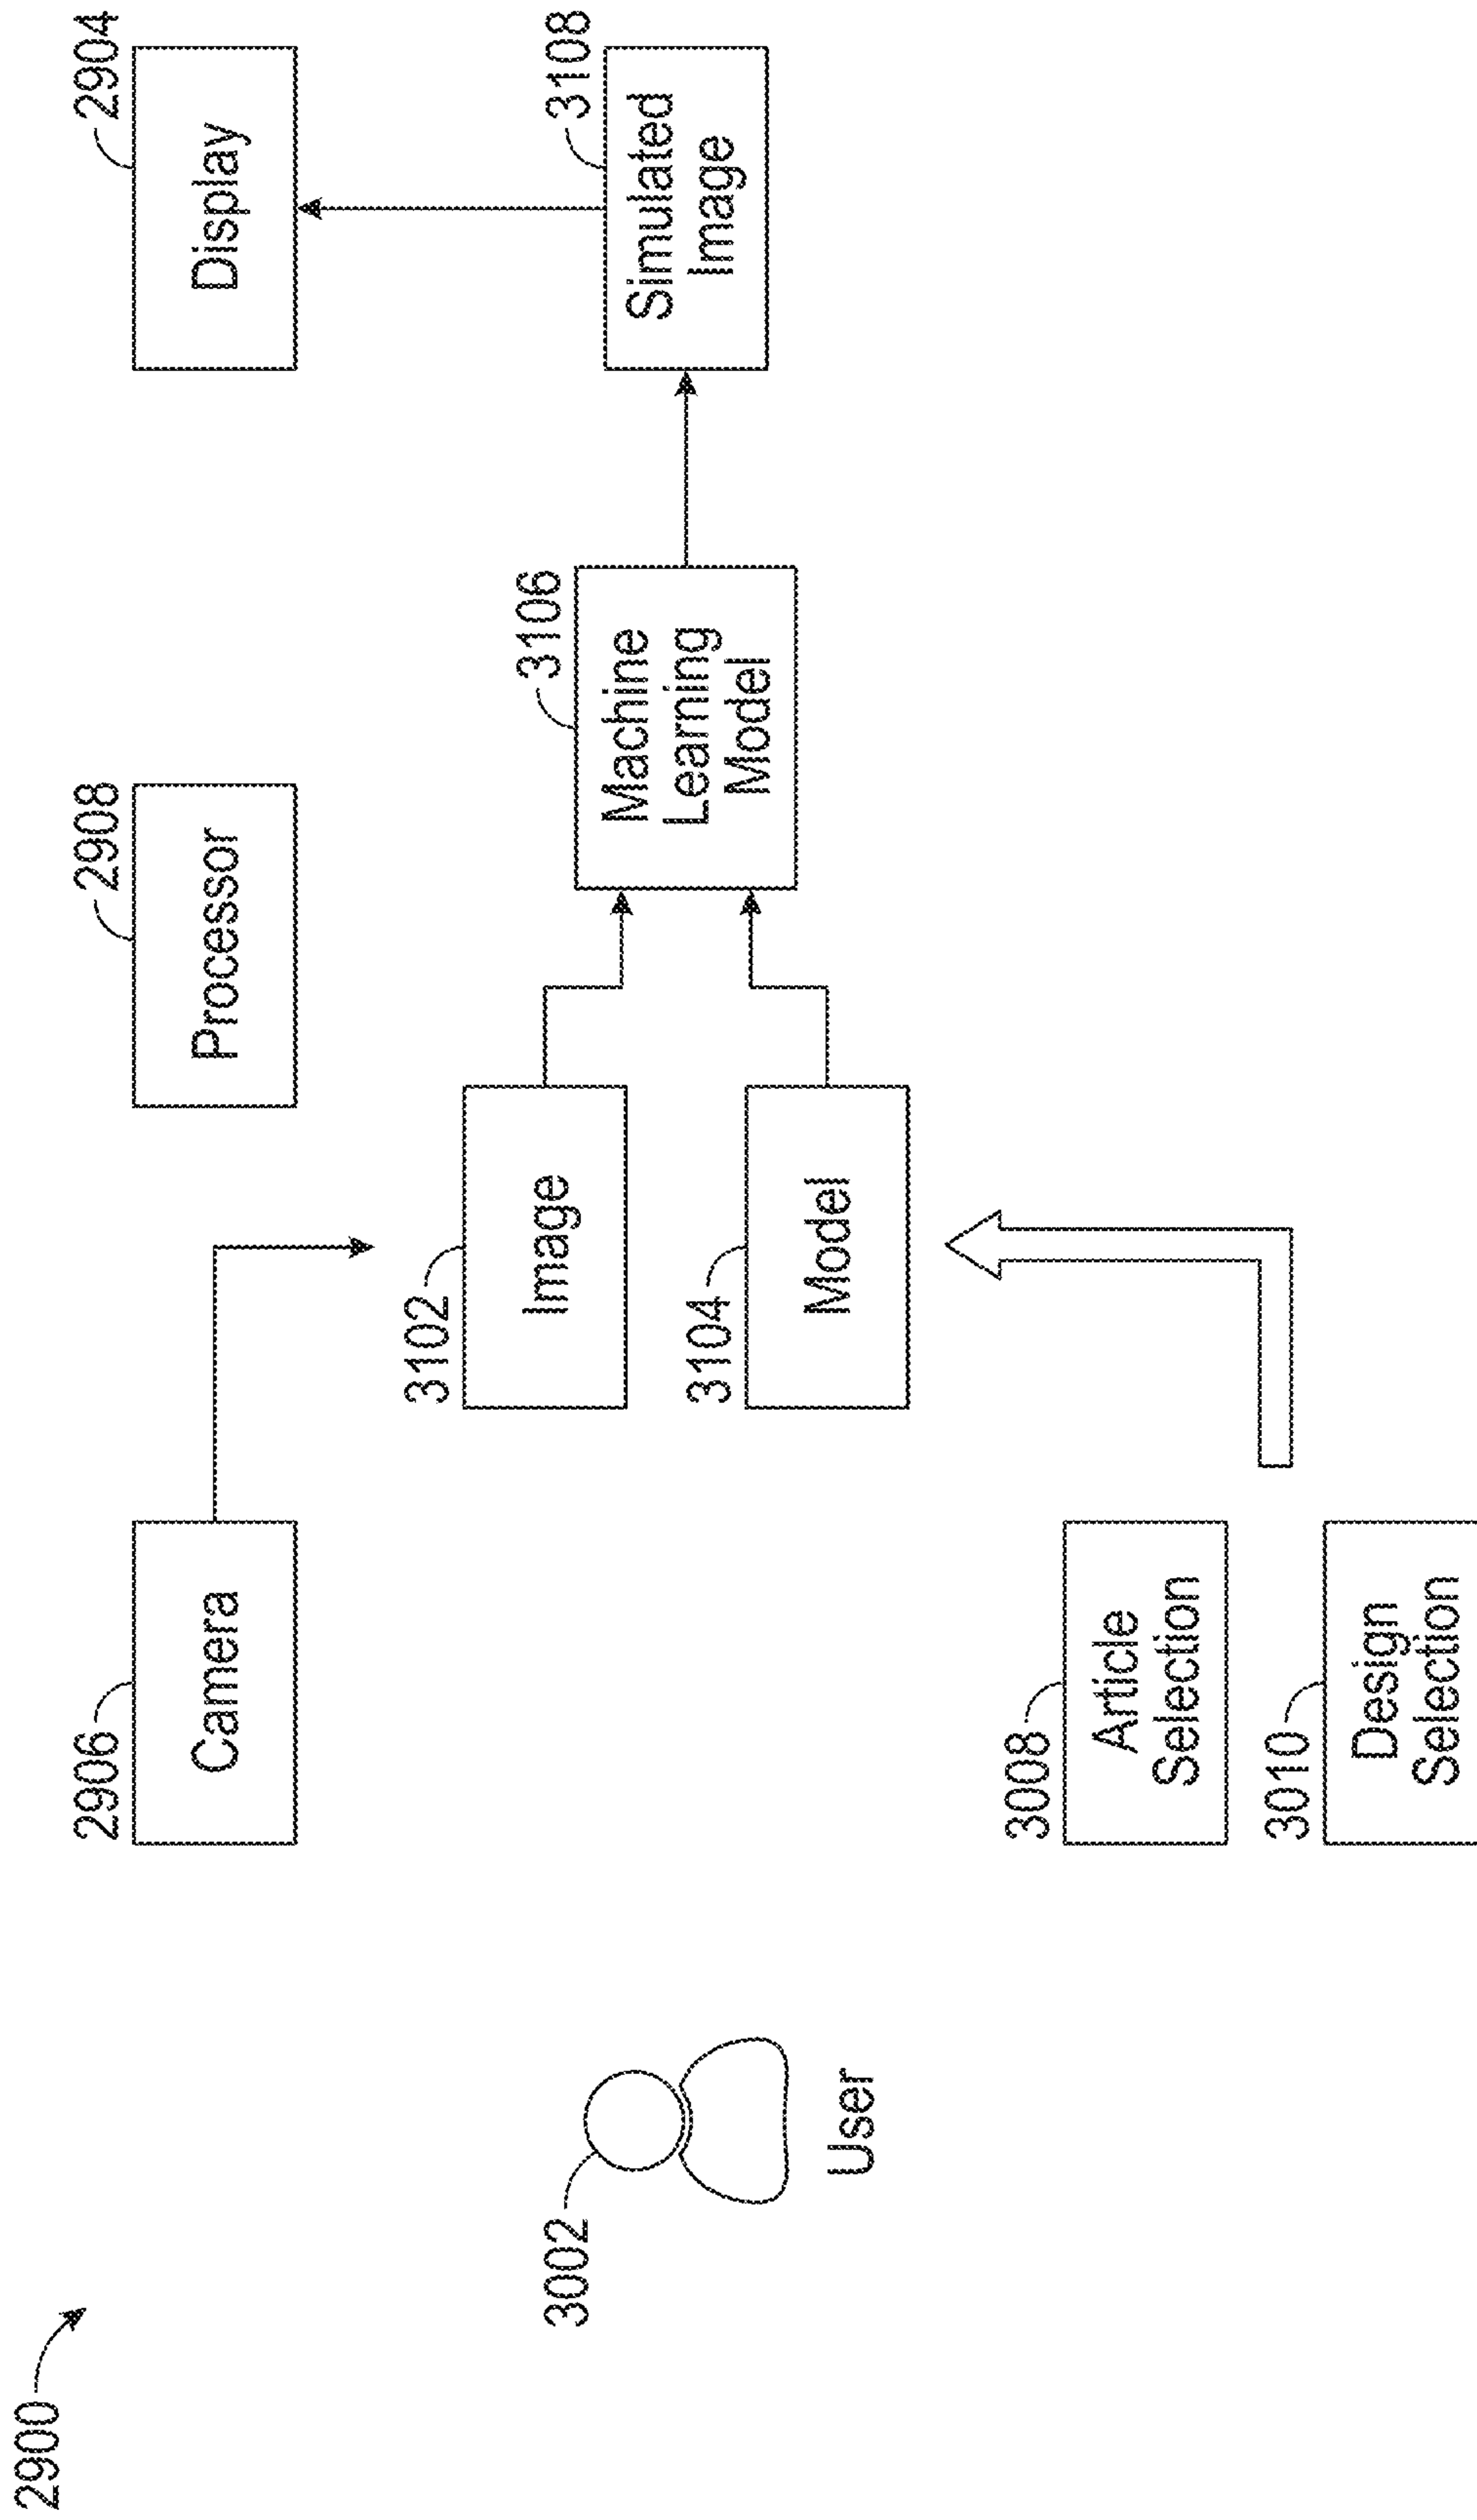 2900
2906
Camera
2908
Processor
2904
Display
3002
User
3102
Image
3104
Model
3106
Machine
Learning
Model
3108
Simulated
Image
3008
Article
Selection
3010
Design
Selection